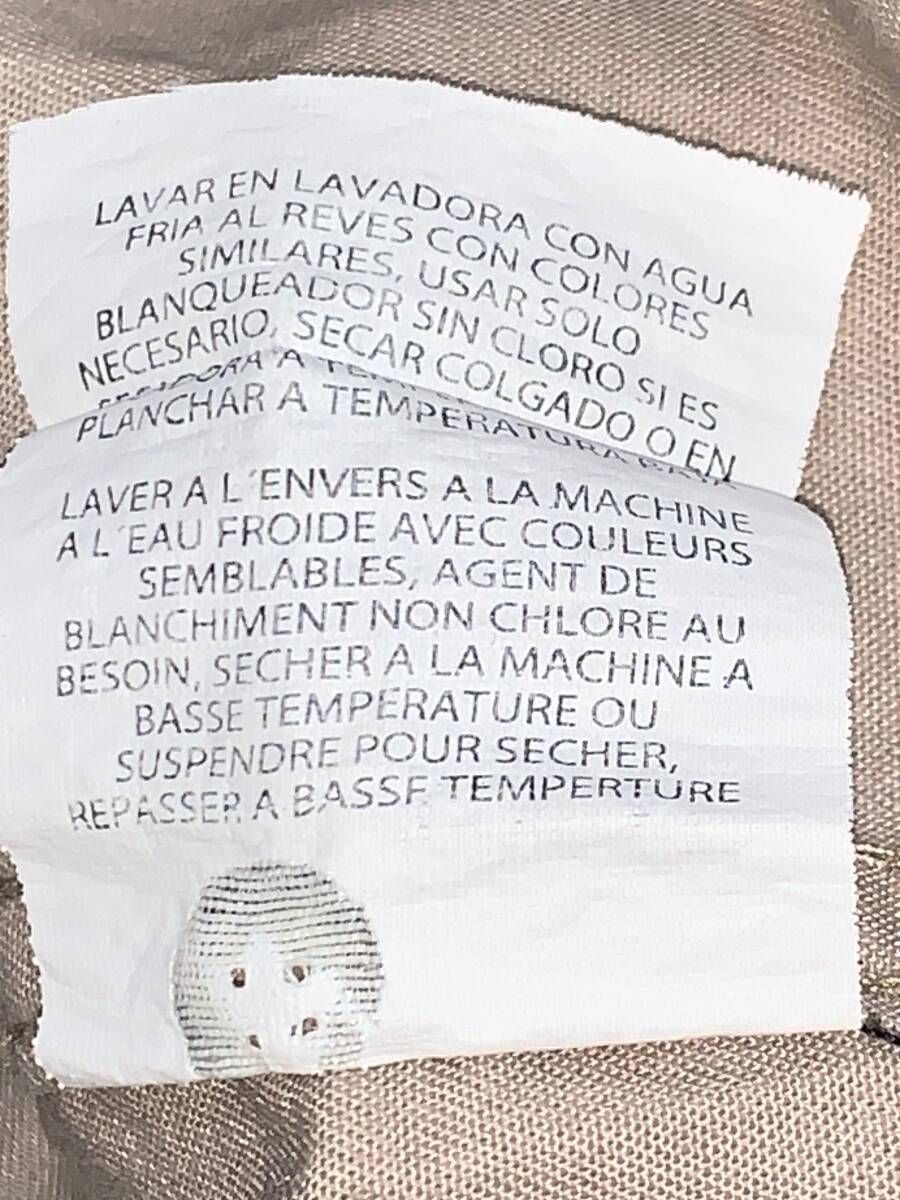 LAVAR EN LAVADORA CON AGUA
FRIA AL REVES CON COLORES
SIMILARES, USAR SOLO
BLANQUEADOR SIN CLORO SI ES
NECESARIO, SECAR COLGADO O EN
A
PLANCHAR A TEMPERATURA
LAVER A L´ENVERS A LA MACHINE
A L´EAU FROIDE AVEC COULEURS
SEMBLABLES, AGENT DE
BLANCHIMENT NON CHLORE AU
BESOIN, SECHER A LA MACHINE A
BASSE TEMPERATURE OU
SUSPENDRE POUR SECHER,
REPASSER A BASSE TEMPERTURE